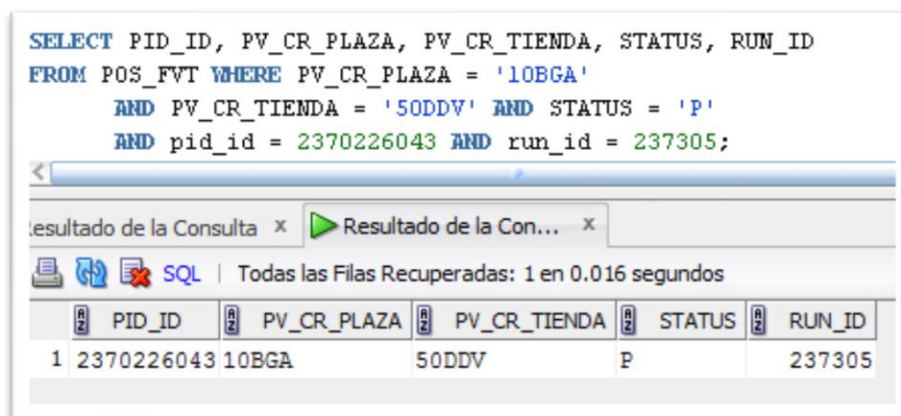 SELECT PID_ID, PV_CR_PLAZA, PV_CR_TIENDA, STATUS, RUN_ID
FROM POS_FVT WHERE PV_CR_PLAZA = '10BGA'
AND PV_CR_TIENDA = '50DDV' AND STATUS = 'P'
AND pid_id = 2370226043 AND run_id = 237305;
esultado de la Consulta x Resultado de la Con... x
SQL | Todas las Filas Recuperadas: 1 en 0.016 segundos
PID_ID PV_CR_PLAZA PV_CR_TIENDA STATUS RUN_ID
1 2370226043 10BGA 50DDV P 237305